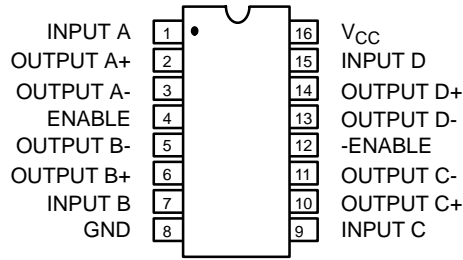 INPUT A 1 16 VCC
OUTPUT A+ 2 15 INPUT D
OUTPUT A- 3 14 OUTPUT D+
ENABLE 4 13 OUTPUT D-
OUTPUT B- 5 12 -ENABLE
OUTPUT B+ 6 11 OUTPUT C-
INPUT B 7 10 OUTPUT C+
GND 8 9 INPUT C